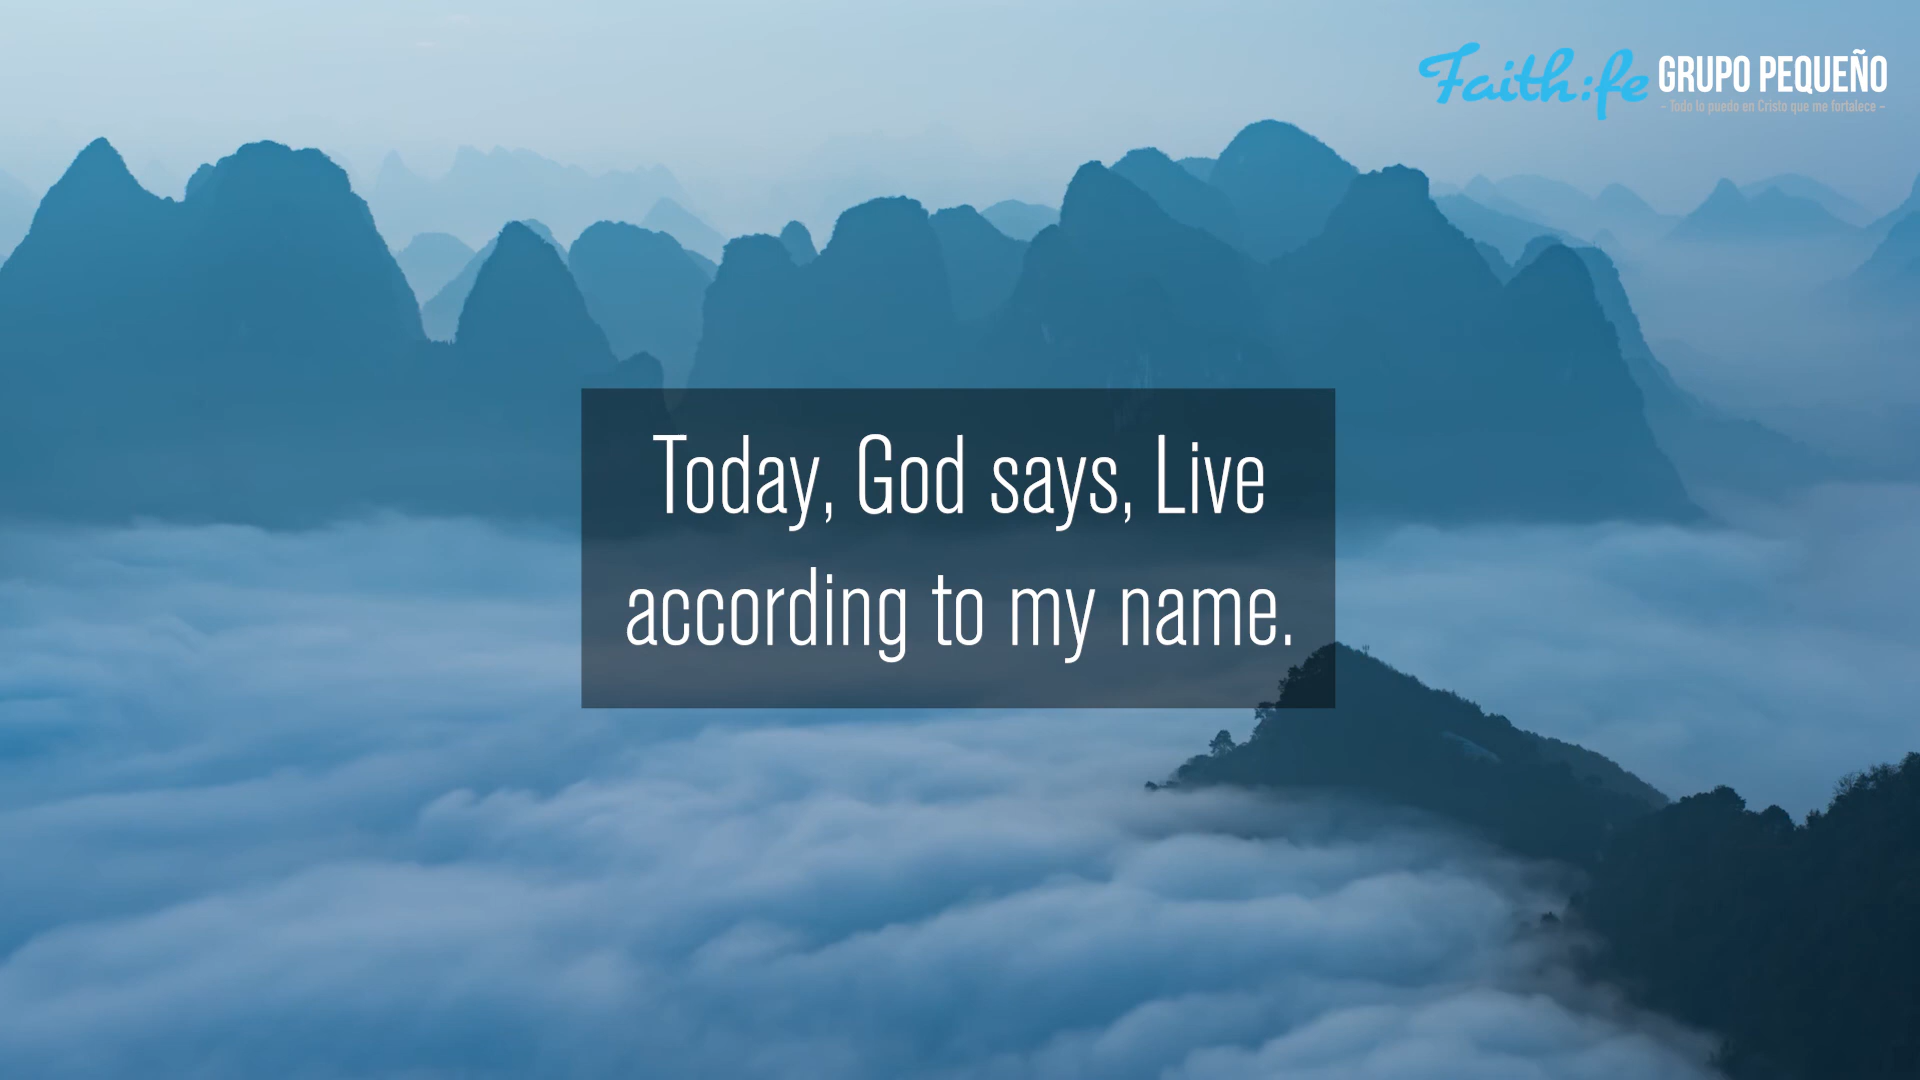 Faith:fe GRUPO PEQUEÑO
- Todo lo puedo en Cristo que me fortalece -
Today, God says, Live
according to my name.